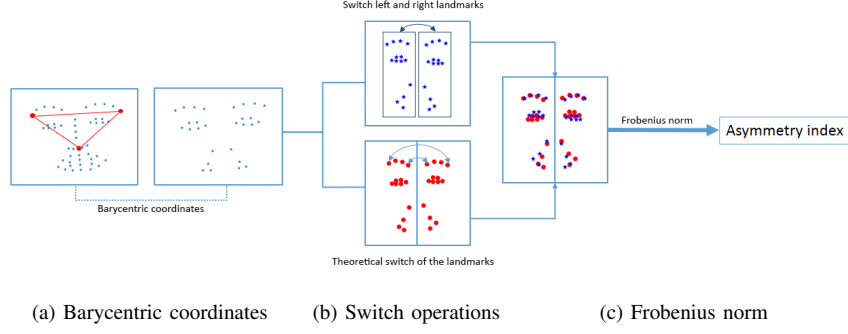 Switch left and right landmarks
Frobenius norm
Asymmetry index
Barycentric coordinates
Theoretical switch of the landmarks
(a) Barycentric coordinates (b) Switch operations (c) Frobenius norm